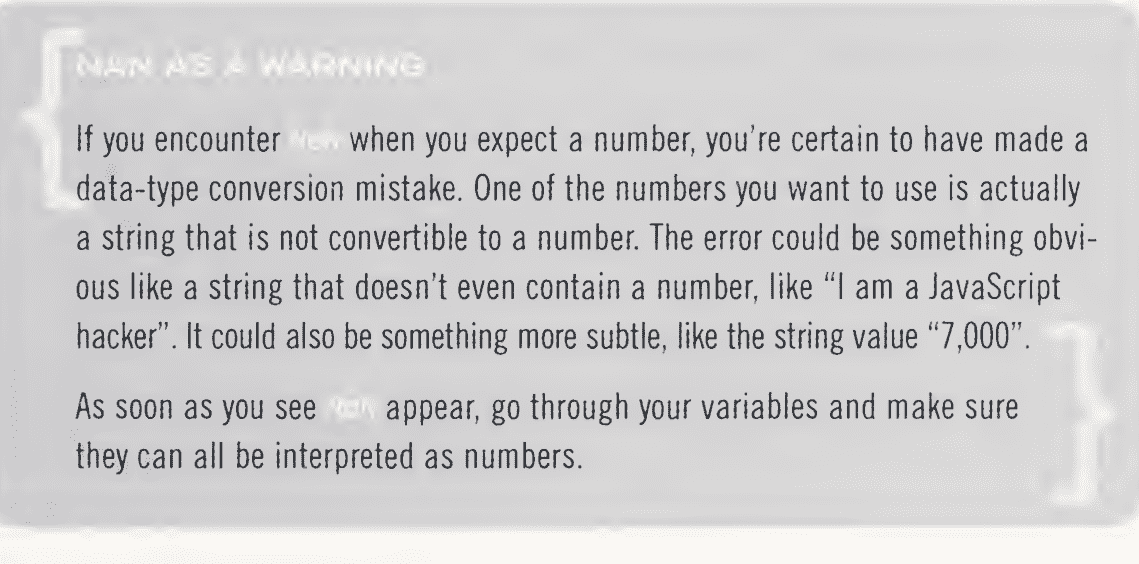 NAN AS A WARNING
If you encounter NaN when you expect a number, you're certain to have made a
data-type conversion mistake. One of the numbers you want to use is actually
a string that is not convertible to a number. The error could be something obvi-
ous like a string that doesn't even contain a number, like “I am a JavaScript
hacker”. It could also be something more subtle, like the string value “7,000”.
As soon as you see NaN appear, go through your variables and make sure
they can all be interpreted as numbers.